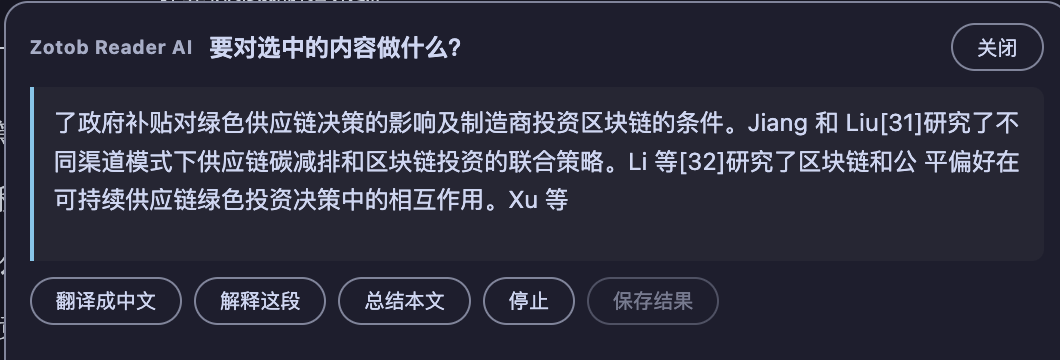 Zotob Reader AI 要对选中的内容做什么?
关闭
了政府补贴对绿色供应链决策的影响及制造商投资区块链的条件。Jiang 和 Liu[31]研究了不
同渠道模式下供应链碳减排和区块链投资的联合策略。Li 等[32]研究了区块链和公 平偏好在
可持续供应链绿色投资决策中的相互作用。Xu 等
翻译成中文
解释这段
总结本文
停止
保存结果